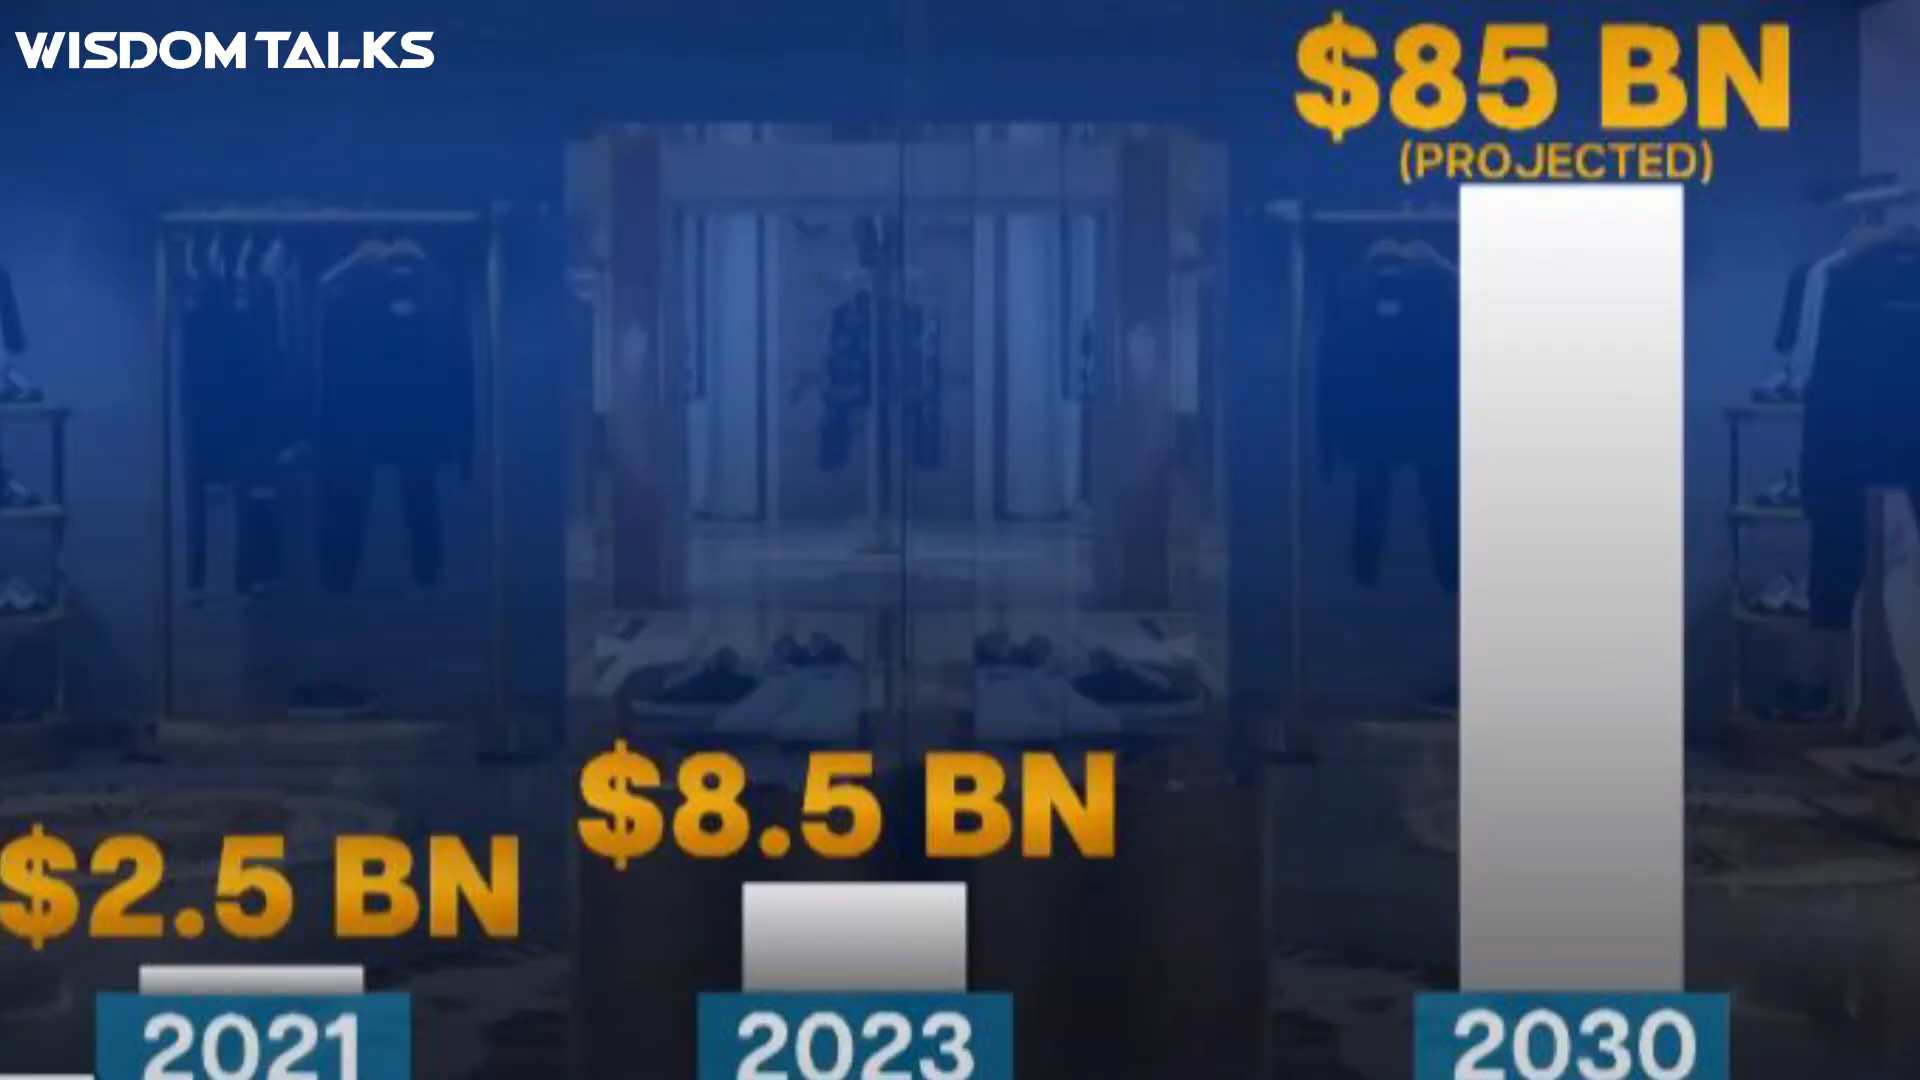 WISDOM TALKS
$85 BN
(PROJECTED)
$8.5 BN
$2.5 BN
2021
2023
2030